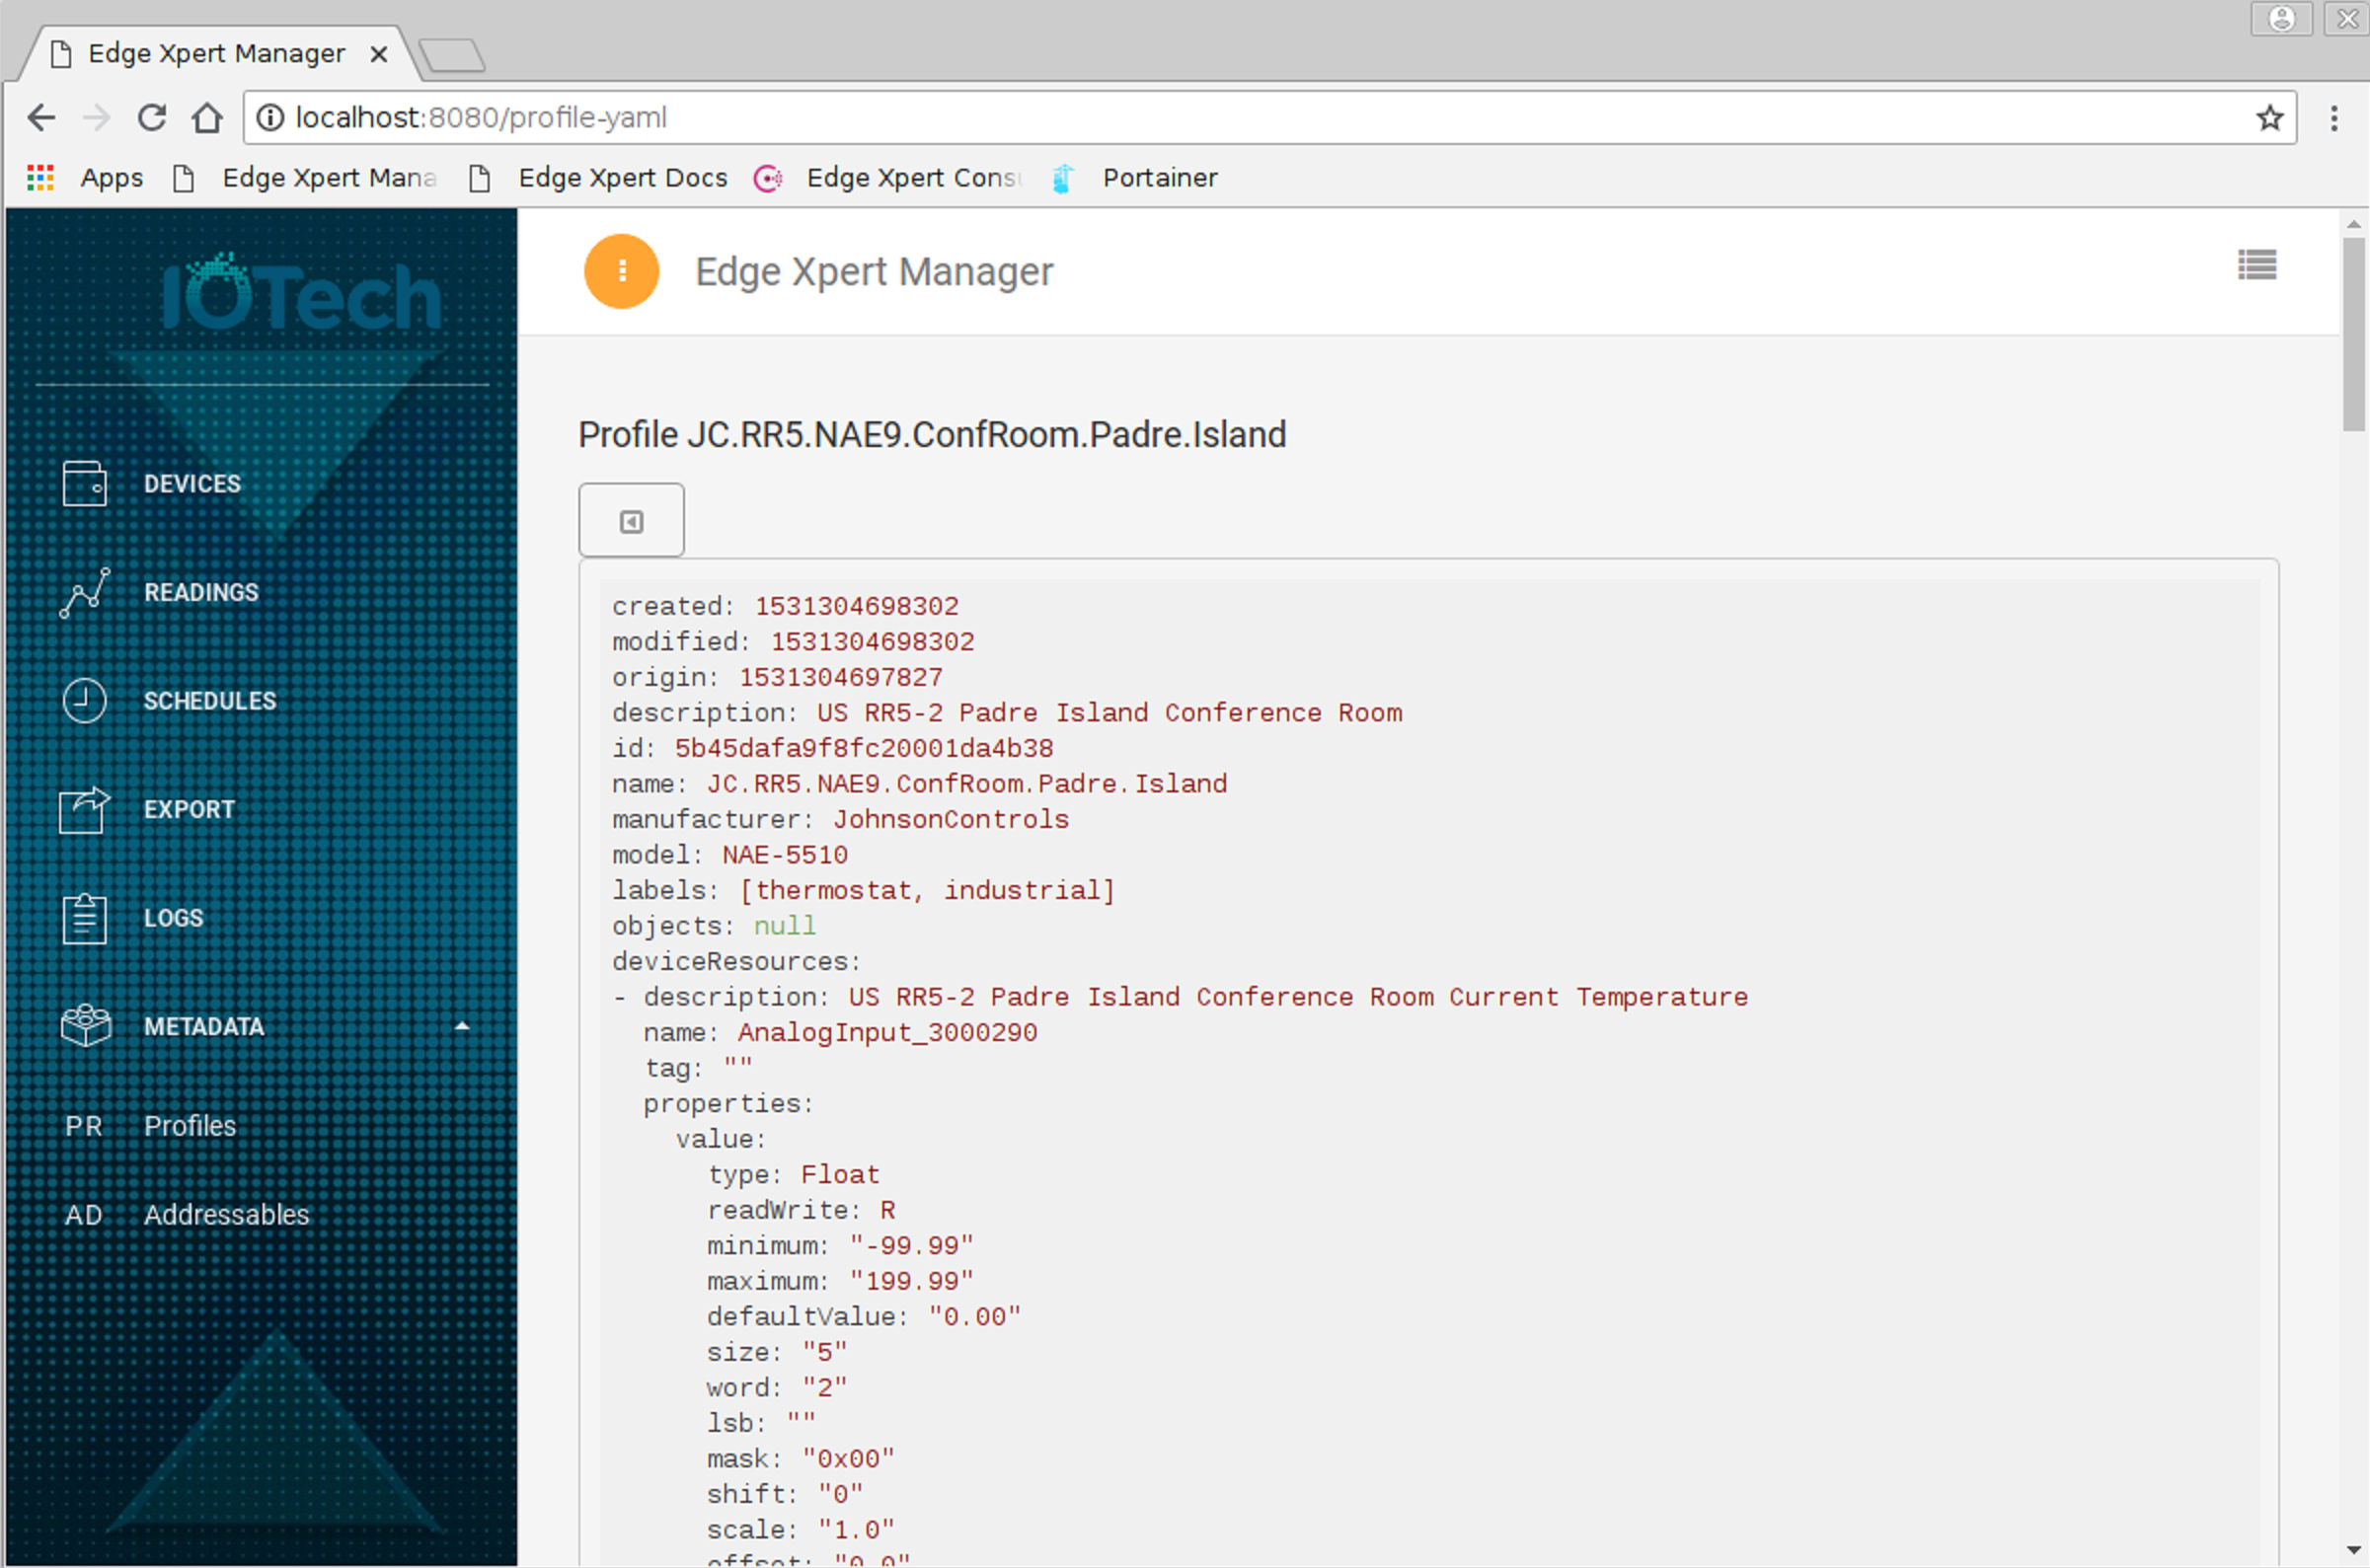 Edge Xpert Manager
localhost:8080/profile-yaml
Apps Edge Xpert Mana Edge Xpert Docs Edge Xpert Cons Portainer
IOTech
Edge Xpert Manager
DEVICES
READINGS
SCHEDULES
EXPORT
LOGS
METADATA
PR Profiles
AD Addressables
Profile JC.RR5.NAE9.ConfRoom.Padre.Island
created: 1531304698302
modified: 1531304698302
origin: 1531304697827
description: US RR5-2 Padre Island Conference Room
id: 5b45dafa9f8fc20001da4b38
name: JC.RR5.NAE9.ConfRoom.Padre.Island
manufacturer: JohnsonControls
model: NAE-5510
labels: [thermostat, industrial]
objects: null
deviceResources:
- description: US RR5-2 Padre Island Conference Room Current Temperature
name: AnalogInput_3000290
tag: ""
properties:
value:
type: Float
readWrite: R
minimum: "-99.99"
maximum: "199.99"
defaultValue: "0.00"
size: "5"
word: "2"
lsb: ""
mask: "0x00"
shift: "0"
scale: "1.0"
offset: "0.0"